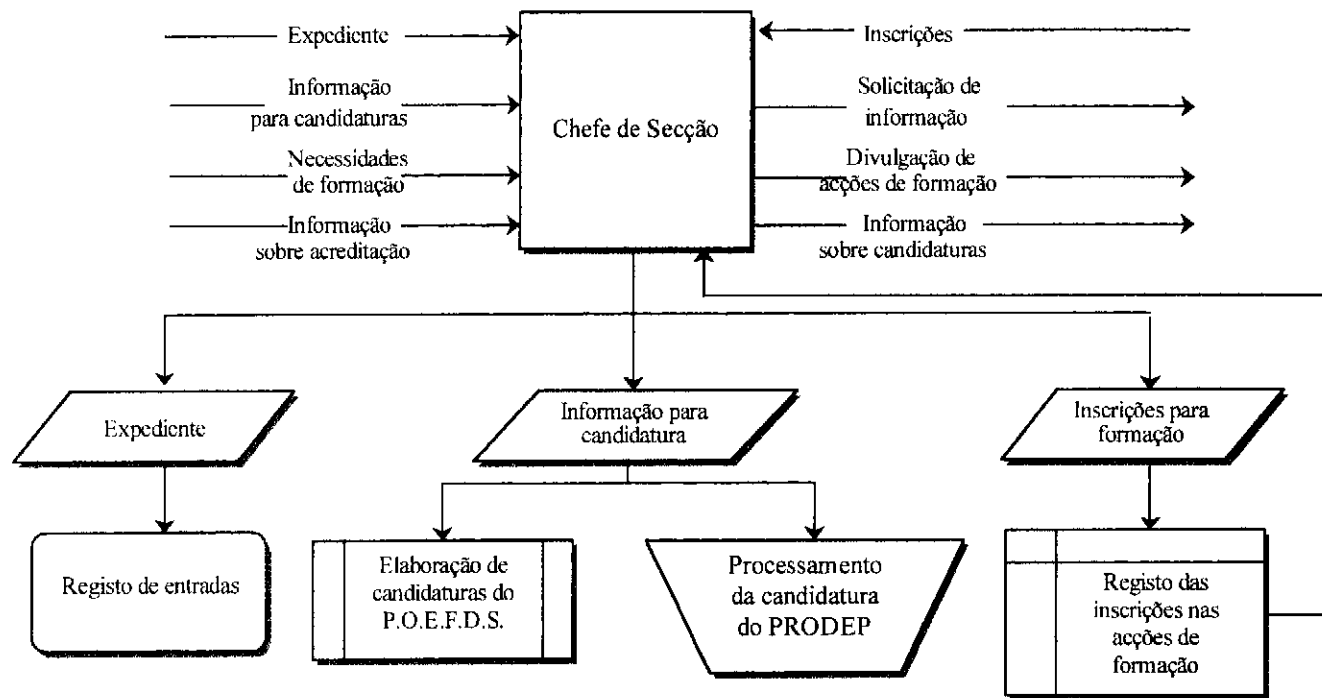 Expediente
Informação
para candidaturas
Necessidades
de formação
Informação
sobre acreditação
Chefe de Secção
Inscrições
Solicitação de
informação
Divulgação de
acções de formação
Informação
sobre candidaturas
Expediente
Informação para
candidatura
Inscrições para
formação
Registo de entradas
Elaboração de
candidaturas do
P.O.E.F.D.S.
Processamento
da candidatura
do PRODEP
Registo das
inscrições nas
acções de
formação